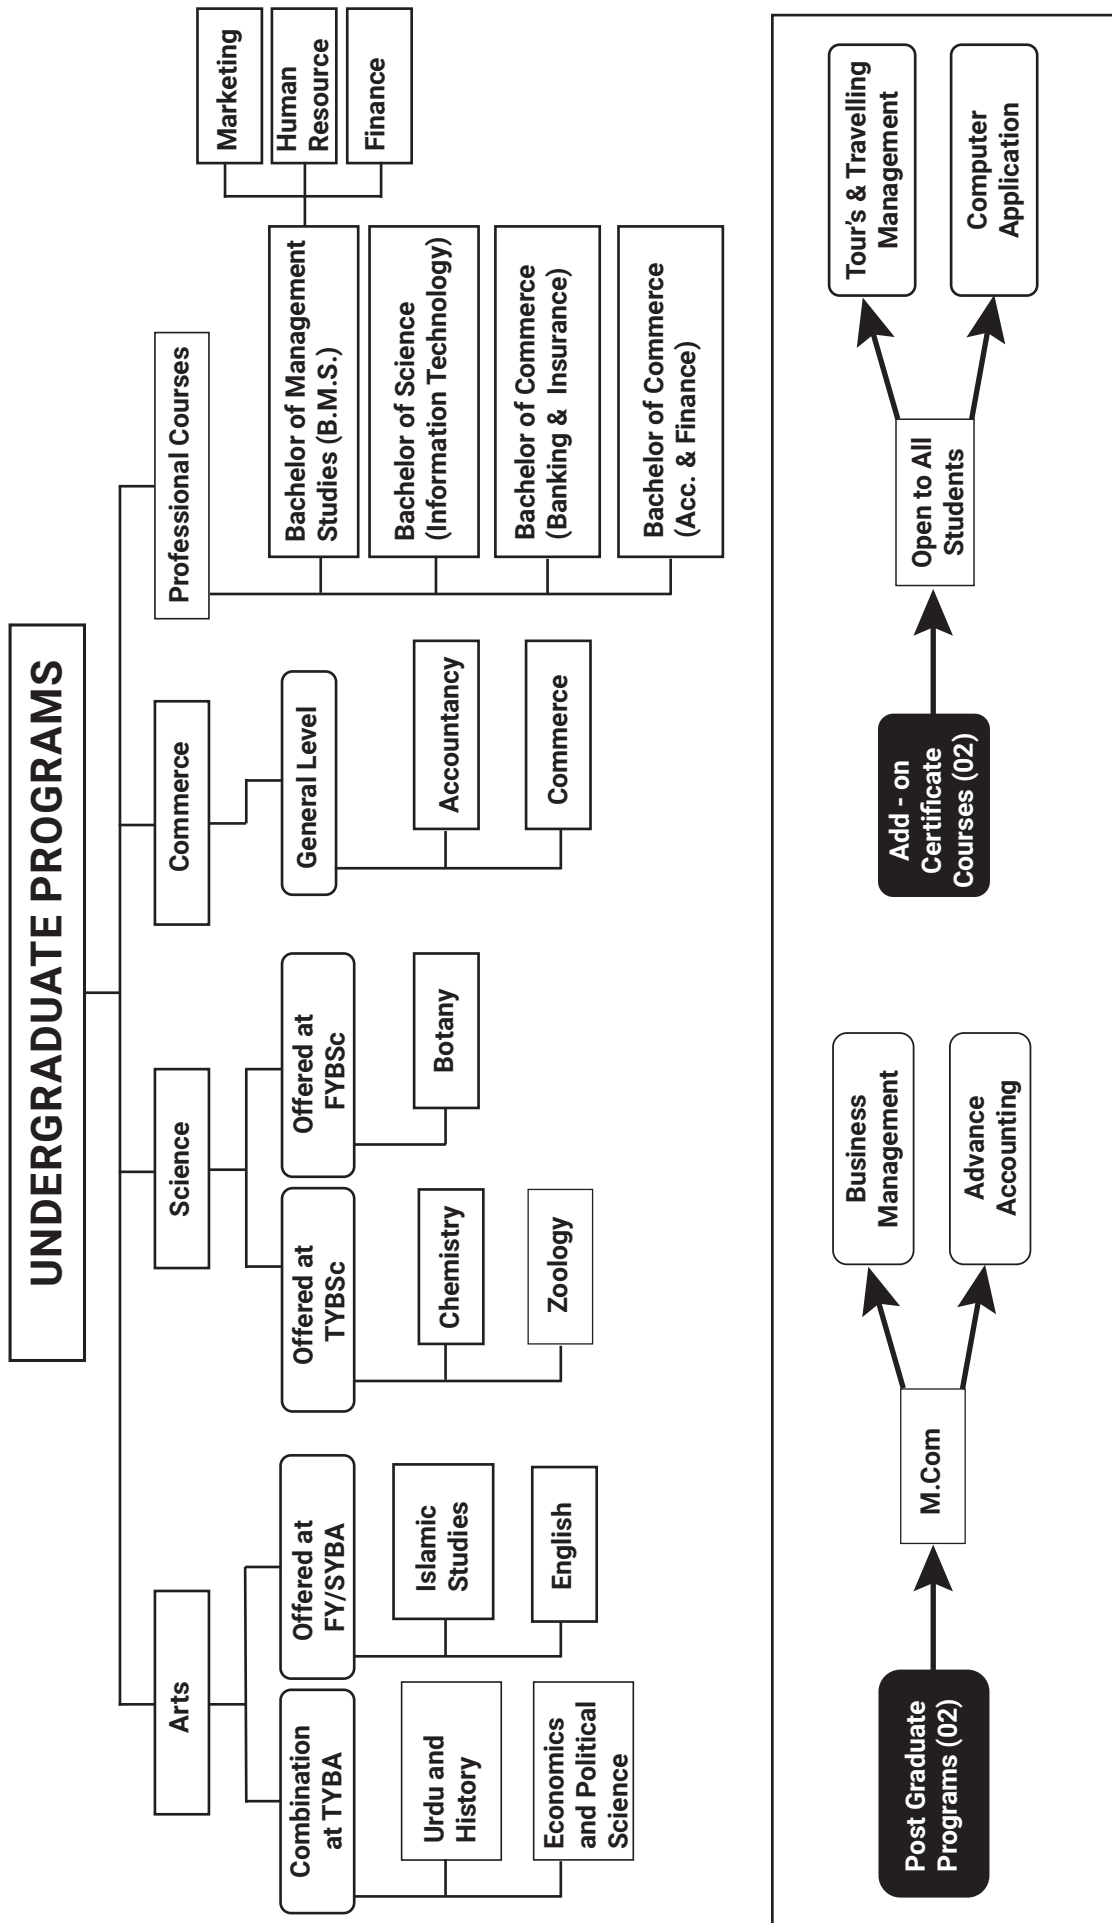 UNDERGRADUATE PROGRAMS
Arts
Science
Commerce
Professional Courses
Combination
at TYBA
Offered at
FY/SYBA
Offered at
TYBSc
Offered at
FYBSc
General Level
Urdu and
History
Economics
and Political
Science
Islamic
Studies
English
Chemistry
Zoology
Botany
Accountancy
Commerce
Bachelor of Management
Studies (B.M.S.)
Bachelor of Science
(Information Technology)
Bachelor of Commerce
(Banking & Insurance)
Bachelor of Commerce
(Acc. & Finance)
Marketing
Human
Resource
Finance
Post Graduate
Programs (02)
M.Com
Business
Management
Advance
Accounting
Add - on
Certificate
Courses (02)
Open to All
Students
Tour's & Travelling
Management
Computer
Application